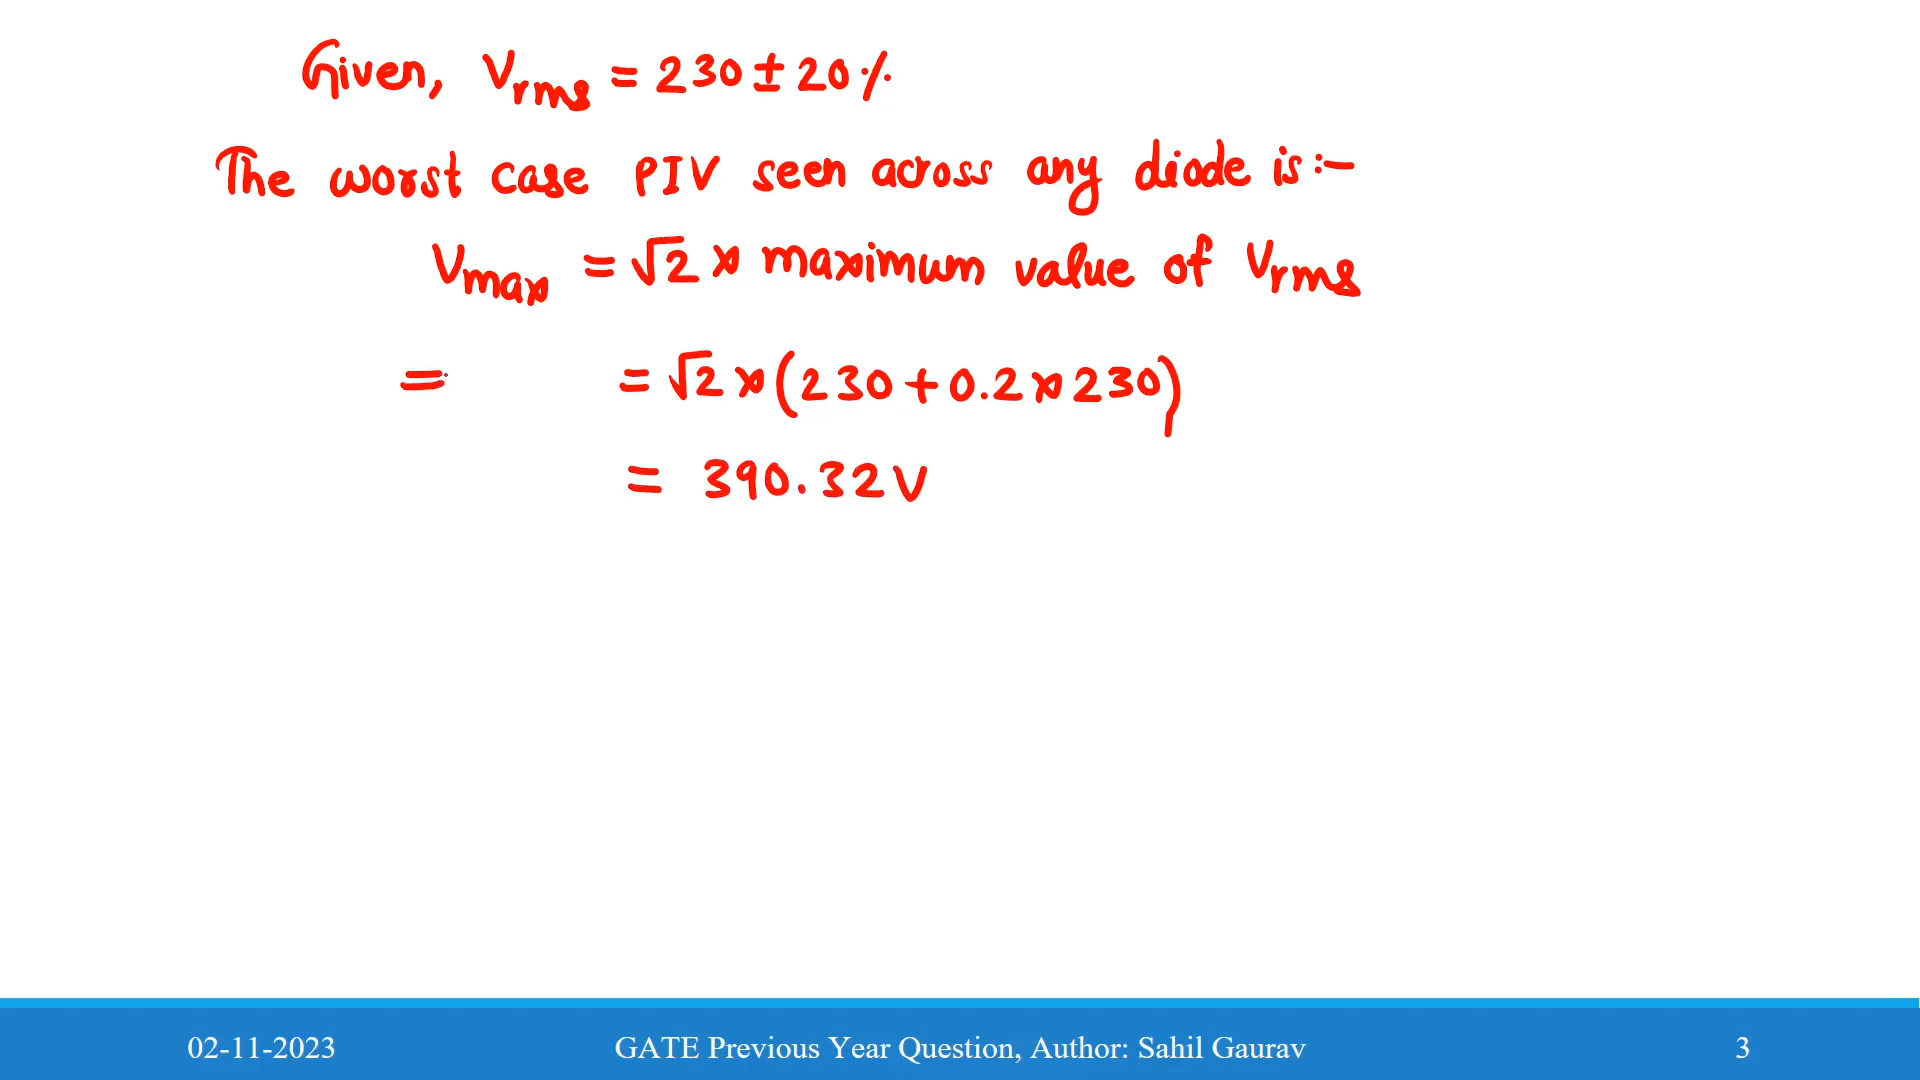 Given, Vrms = 230 ± 20%
The worst case PIV seen across any diode is:-
Vmax = √2 × maximum value of Vrms
= = √2 × (230 + 0.2 × 230)
= 390.32 V
02-11-2023 GATE Previous Year Question, Author: Sahil Gaurav 3